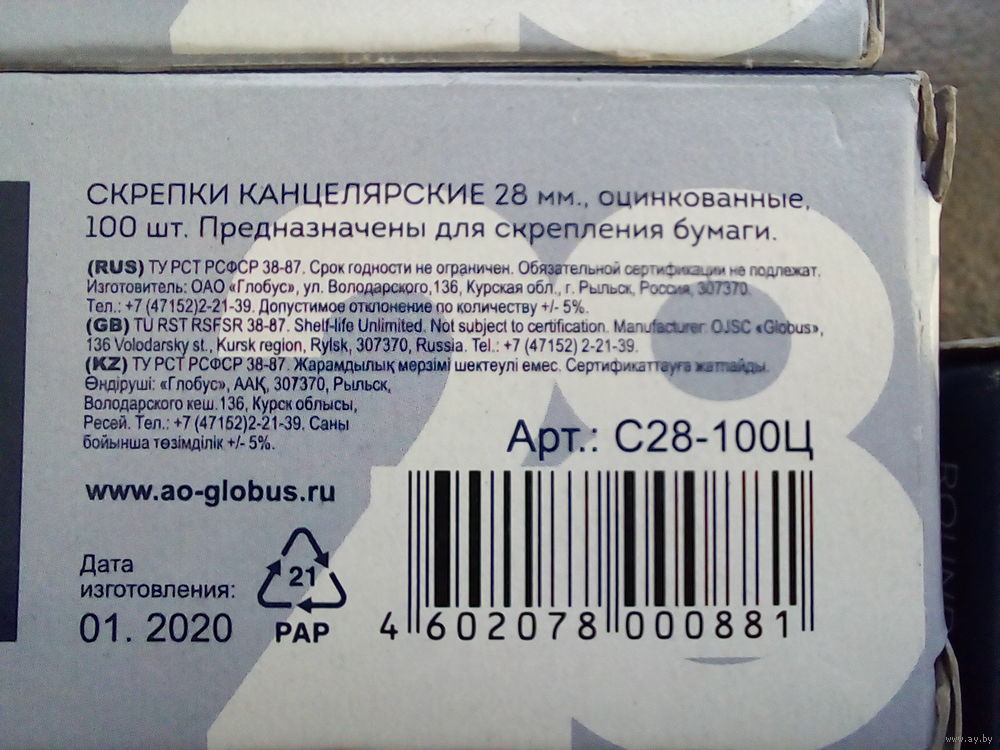 СКРЕПКИ КАНЦЕЛЯРСКИЕ 28 мм., оцинкованные,
100 шт. Предназначены для скрепления бумаги.
(RUS) ТУ РСТ РСФСР 38-87. Срок годности не ограничен. Обязательной сертификации не подлежат.
Изготовитель: ОАО «Глобус», ул. Володарского,136, Курская обл., г. Рыльск, Россия, 307370.
Тел.: +7 (47152)2-21-39. Допустимое отклонение по количеству +/- 5%.
(GB) TU RST RSFSR 38-87. Shelf-life Unlimited. Not subject to certification. Manufacturer: OJSC «Globus»,
136 Volodarsky st., Kursk region, Rylsk, 307370, Russia. Tel.: +7 (47152) 2-21-39.
(KZ) ТУ РСТ РСФСР 38-87. Жарамдылық мерзімі шектеулі емес. Сертификаттауға жатпайды.
Өндіруші: «Глобус», ААҚ, 307370, Рыльск,
Володарского кеш.136, Курск облысы,
Ресей. Тел.: +7 (47152)2-21-39. Саны
бойынша төзімділік +/- 5%.
Арт.: С28-100Ц
www.ao-globus.ru
Дата
изготовления:
01. 2020
21
PAP
4 602078 000881
ROUND
www.ay.by